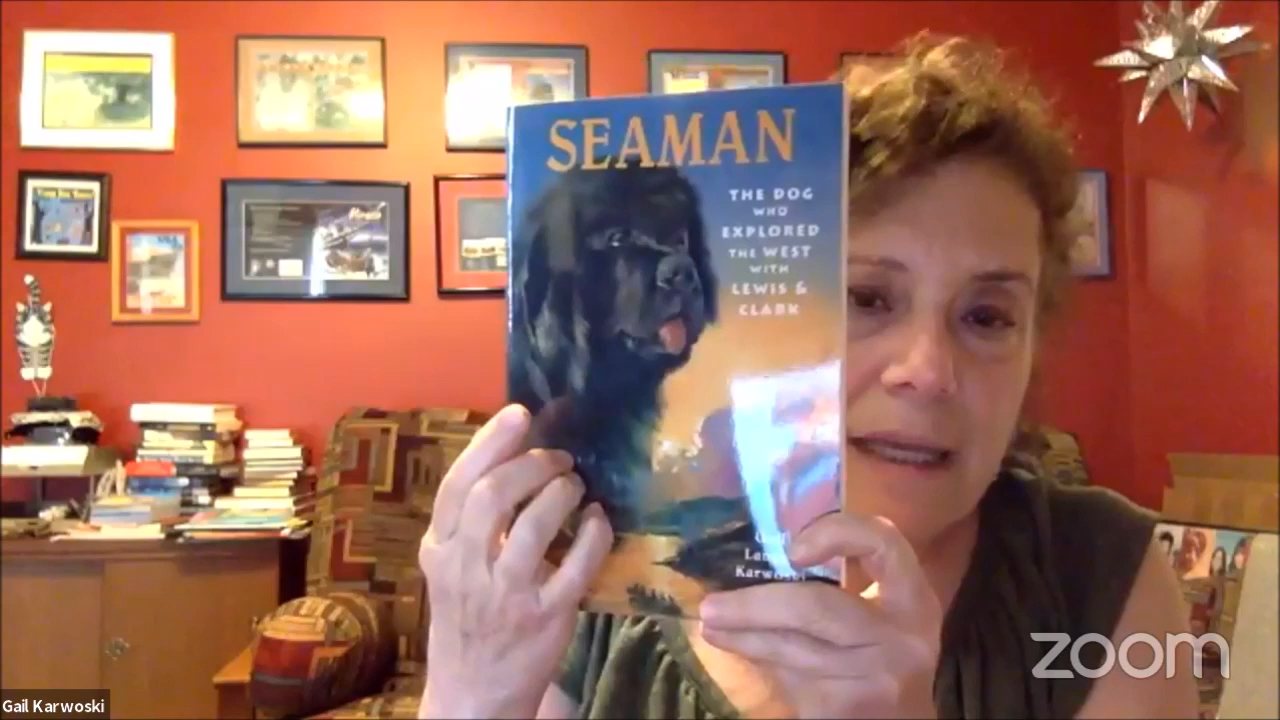 SEAMAN
THE DOG
WHO
EXPLORED
THE WEST
WITH
LEWIS &
CLARK
Karwoski
zoom
Gail Karwoski